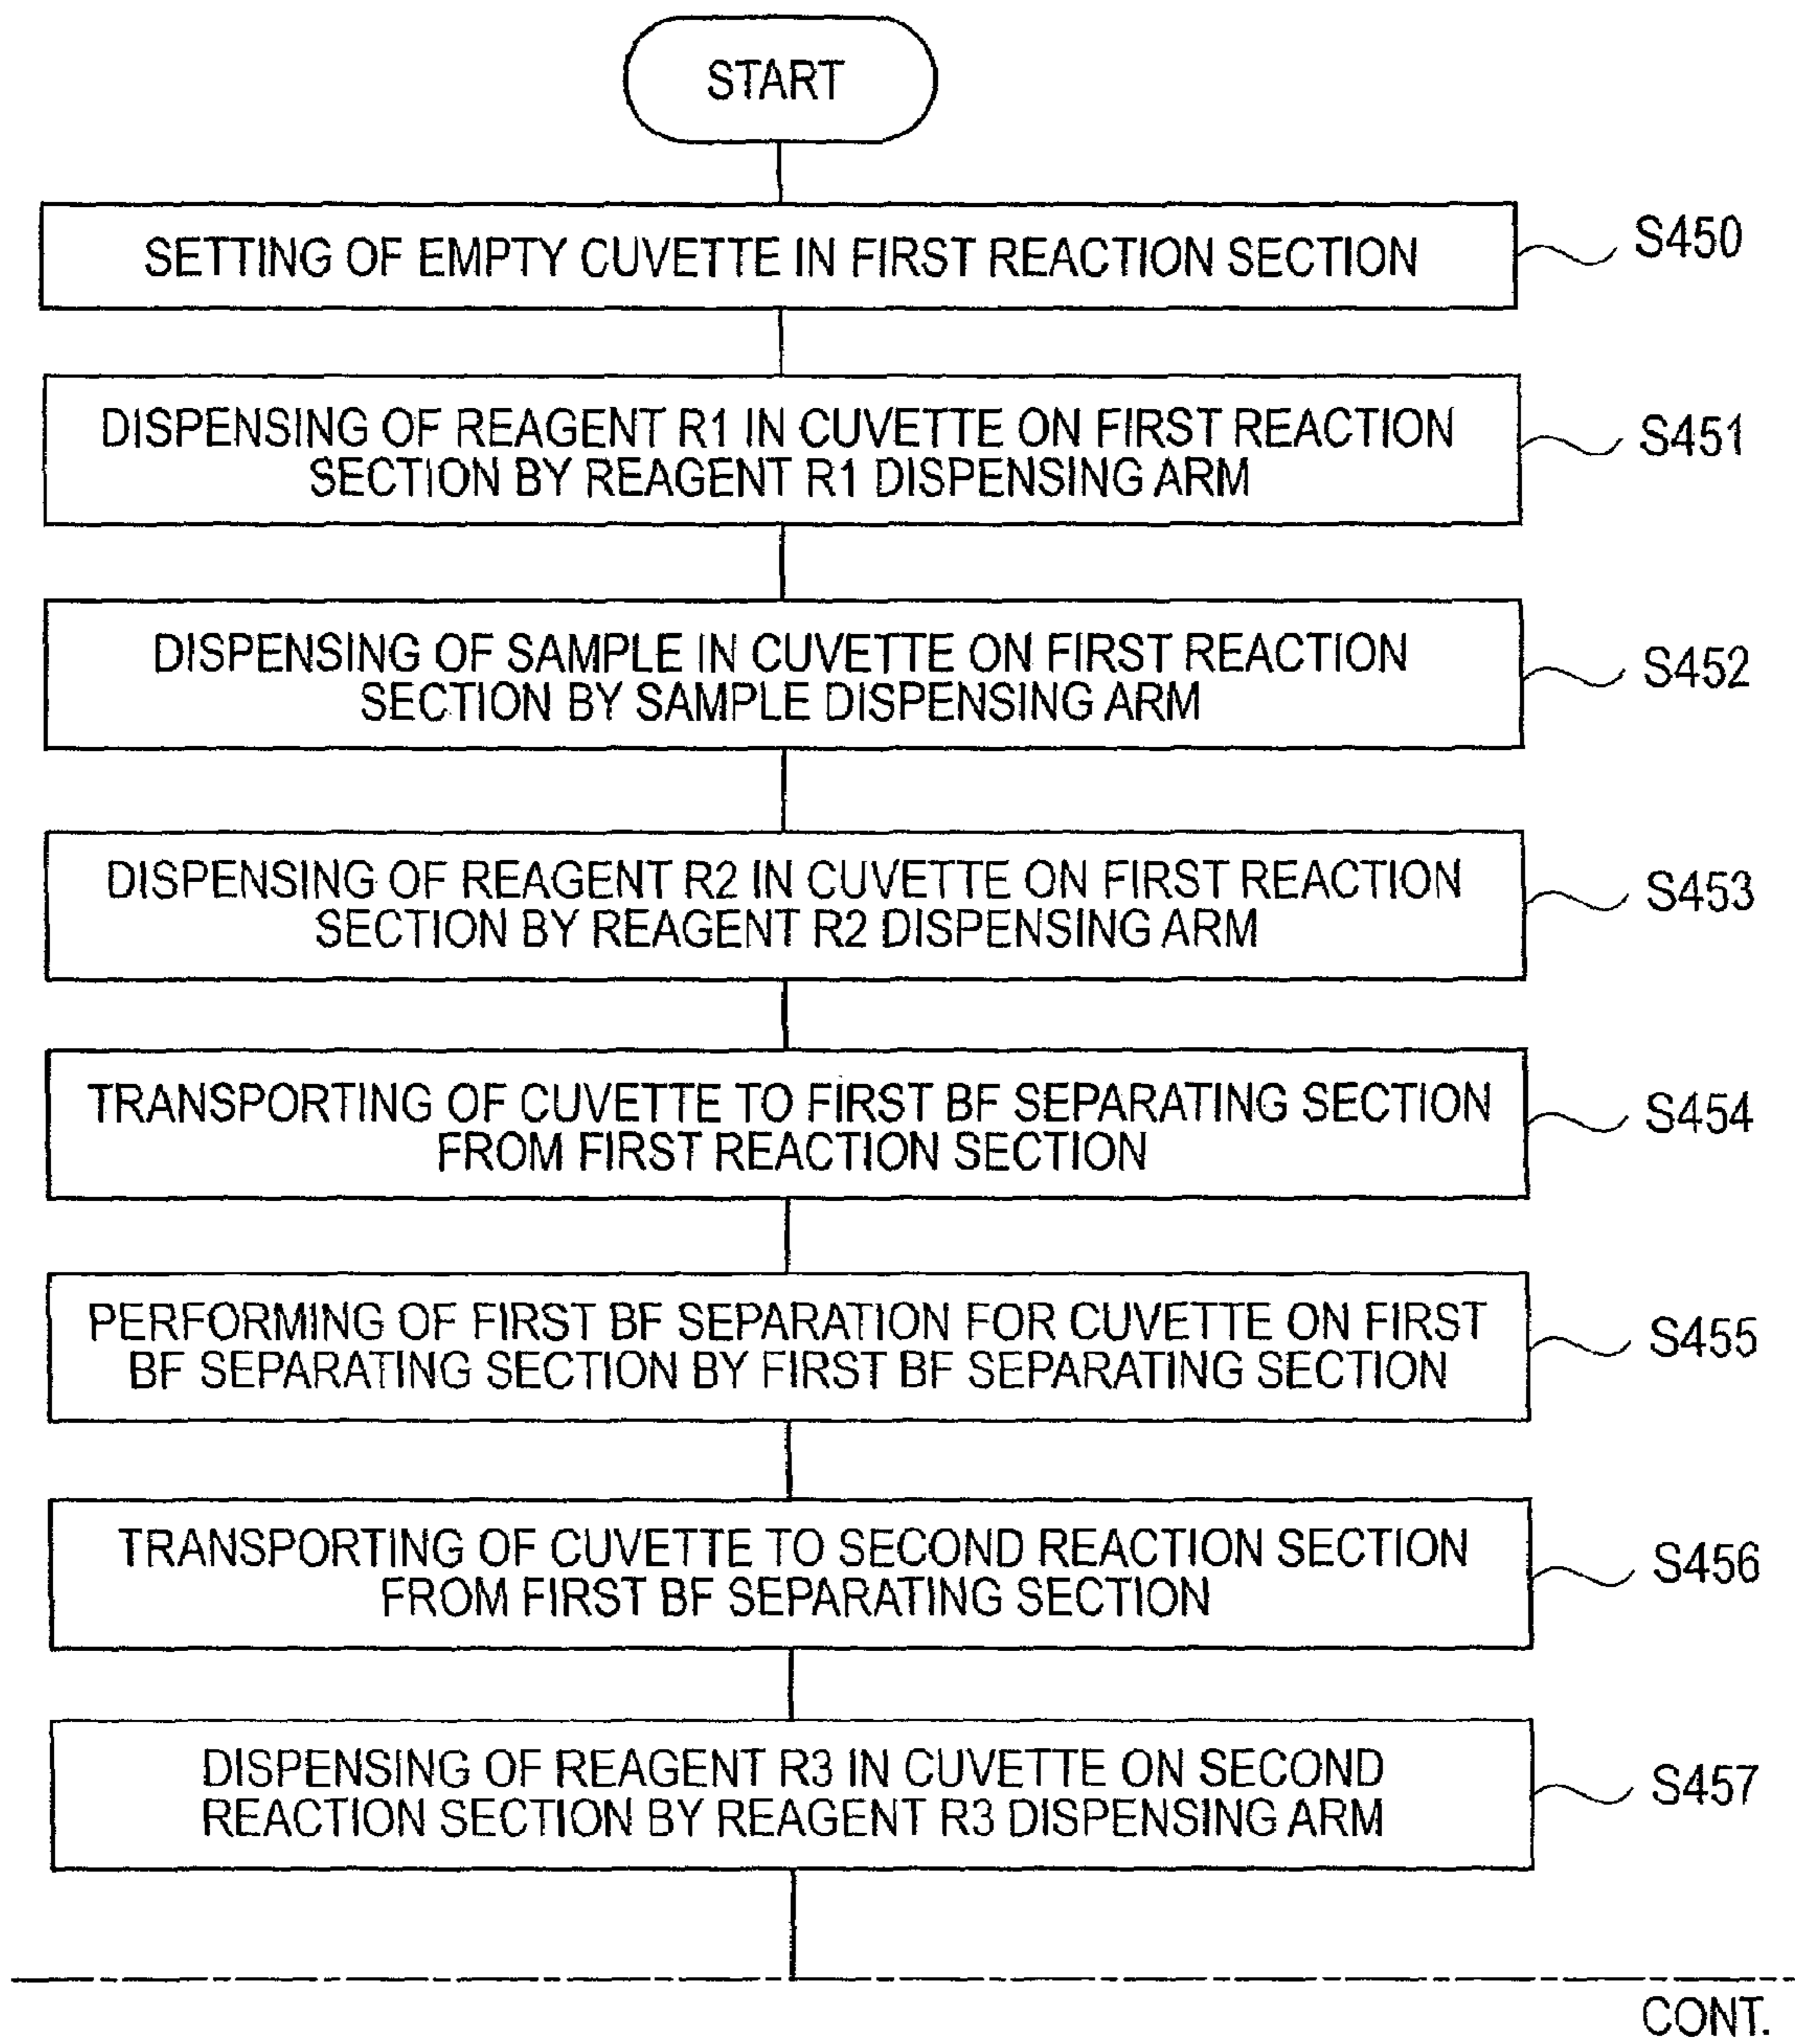 START
SETTING OF EMPTY CUVETTE IN FIRST REACTION SECTION
S450
DISPENSING OF REAGENT R1 IN CUVETTE ON FIRST REACTION
SECTION BY REAGENT R1 DISPENSING ARM
S451
DISPENSING OF SAMPLE IN CUVETTE ON FIRST REACTION
SECTION BY SAMPLE DISPENSING ARM
S452
DISPENSING OF REAGENT R2 IN CUVETTE ON FIRST REACTION
SECTION BY REAGENT R2 DISPENSING ARM
S453
TRANSPORTING OF CUVETTE TO FIRST BF SEPARATING SECTION
FROM FIRST REACTION SECTION
S454
PERFORMING OF FIRST BF SEPARATION FOR CUVETTE ON FIRST
BF SEPARATING SECTION BY FIRST BF SEPARATING SECTION
S455
TRANSPORTING OF CUVETTE TO SECOND REACTION SECTION
FROM FIRST BF SEPARATING SECTION
S456
DISPENSING OF REAGENT R3 IN CUVETTE ON SECOND
REACTION SECTION BY REAGENT R3 DISPENSING ARM
S457
CONT.